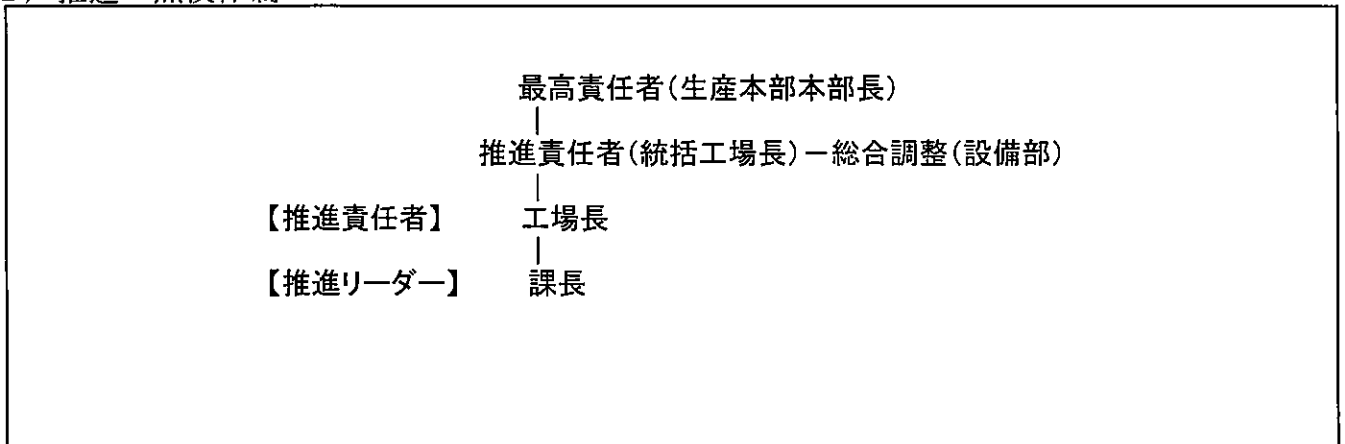 最高責任者(生産本部本部長)
推進責任者(統括工場長)－総合調整(設備部)
【推進責任者】 工場長
【推進リーダー】 課長